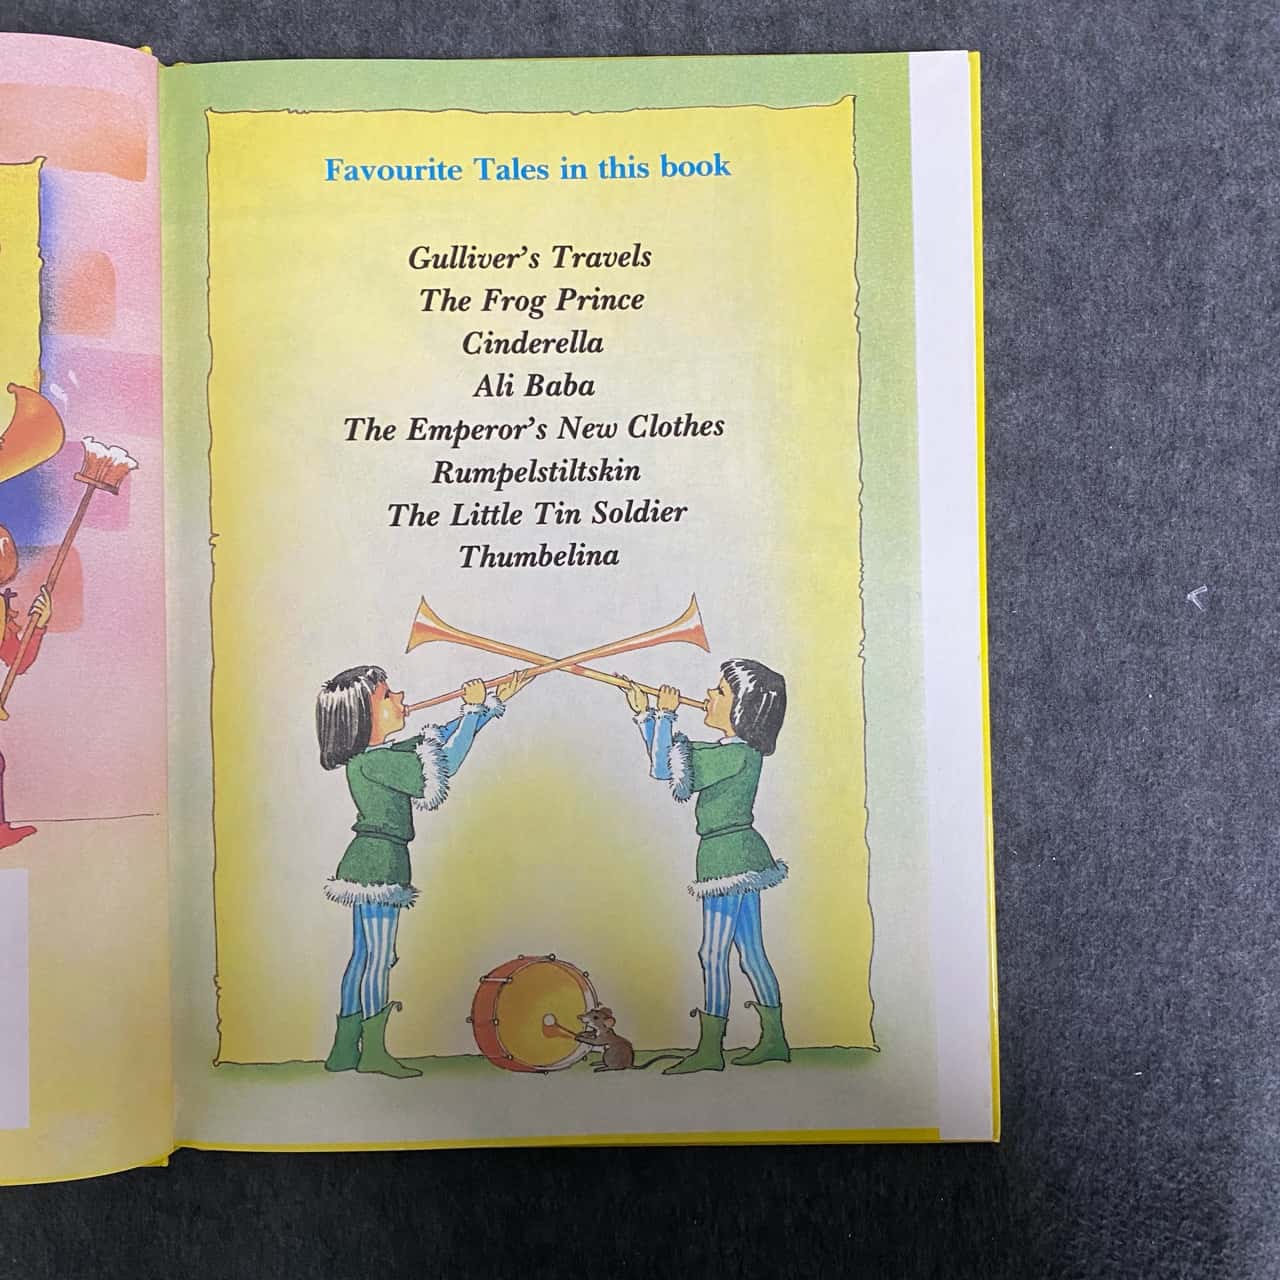 Favourite Tales in this book
Gulliver's Travels
The Frog Prince
Cinderella
Ali Baba
The Emperor's New Clothes
Rumpelstiltskin
The Little Tin Soldier
Thumbelina